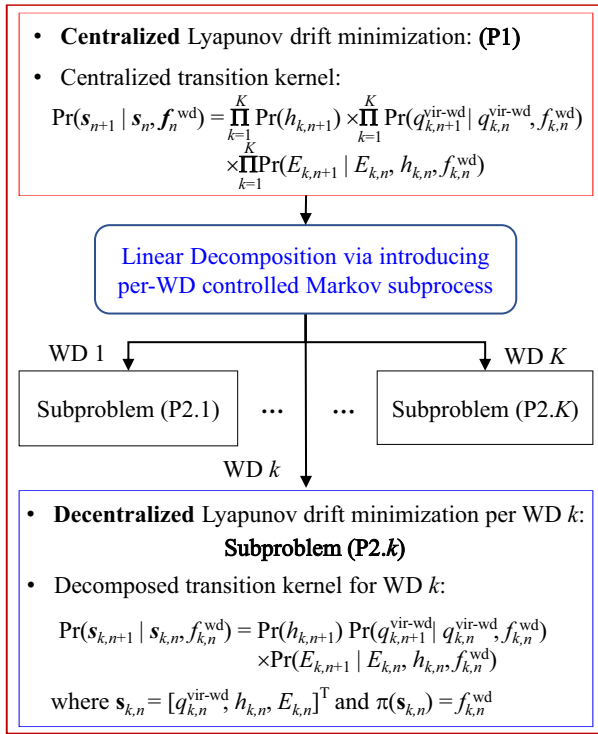 • Centralized Lyapunov drift minimization: (P1)
• Centralized transition kernel:
Pr(s_{n+1} | s_n, f_n^{wd}) = ∏_{k=1}^{K} Pr(h_{k,n+1}) × ∏_{k=1}^{K} Pr(q_{k,n+1}^{vir-wd} | q_{k,n}^{vir-wd}, f_{k,n}^{wd})
× ∏_{k=1}^{K} Pr(E_{k,n+1} | E_{k,n}, h_{k,n}, f_{k,n}^{wd})
Linear Decomposition via introducing
per-WD controlled Markov subprocess
WD 1
WD K
Subproblem (P2.1)
...
...
Subproblem (P2.K)
WD k
• Decentralized Lyapunov drift minimization per WD k:
Subproblem (P2.k)
• Decomposed transition kernel for WD k:
Pr(s_{k,n+1} | s_{k,n}, f_{k,n}^{wd}) = Pr(h_{k,n+1}) Pr(q_{k,n+1}^{vir-wd} | q_{k,n}^{vir-wd}, f_{k,n}^{wd})
×Pr(E_{k,n+1} | E_{k,n}, h_{k,n}, f_{k,n}^{wd})
where s_{k,n} = [q_{k,n}^{vir-wd}, h_{k,n}, E_{k,n}]^T and π(s_{k,n}) = f_{k,n}^{wd}